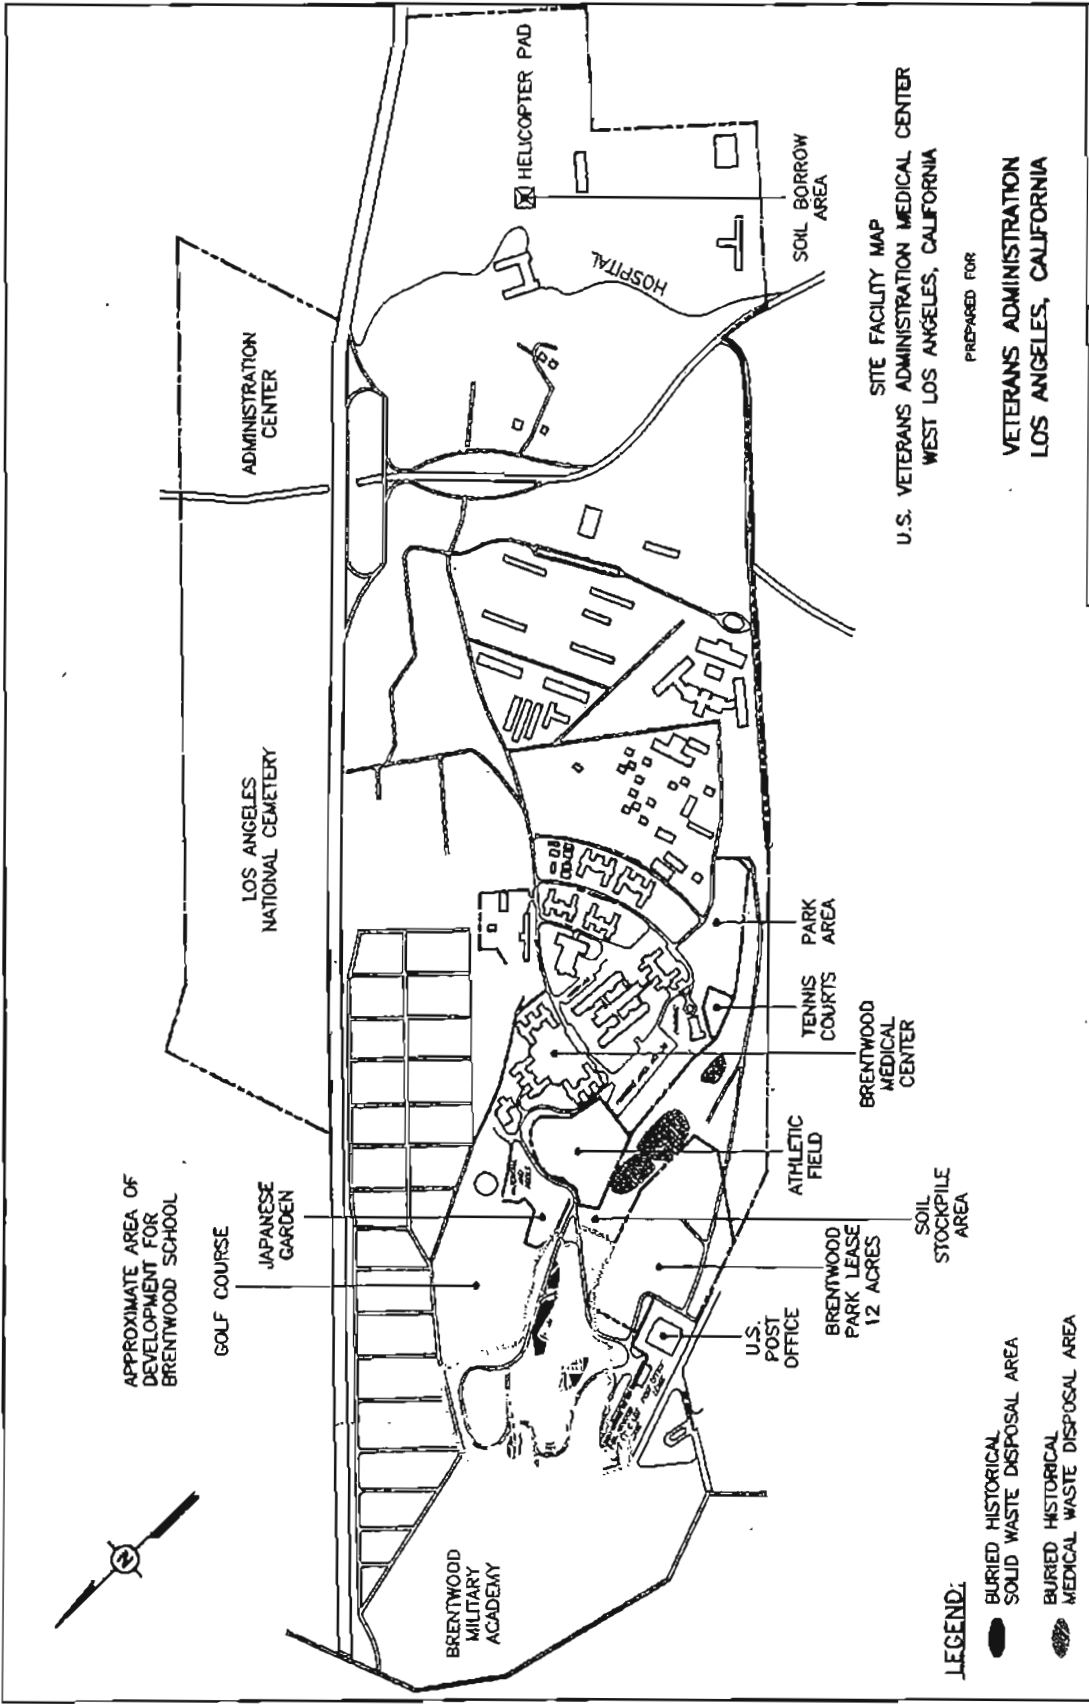 SITE FACILITY MAP
U.S. VETERANS ADMINISTRATION MEDICAL CENTER
WEST LOS ANGELES, CALIFORNIA
PREPARED FOR
VETERANS ADMINISTRATION
LOS ANGELES, CALIFORNIA
APPROXIMATE AREA OF
DEVELOPMENT FOR
BRENTWOOD SCHOOL
GOLF COURSE
JAPANESE
GARDEN
LOS ANGELES
NATIONAL CEMETERY
ADMINISTRATION
CENTER
HELICOPTER PAD
HOSPITAL
SOIL BORROW
AREA
PARK
AREA
TENNIS
COURTS
BRENTWOOD
MEDICAL
CENTER
ATHLETIC
FIELD
SOIL
STOCKPILE
AREA
BRENTWOOD
PARK LEASE
12 ACRES
U.S.
POST
OFFICE
BRENTWOOD
MILITARY
ACADEMY
N
LEGEND:
BURIED HISTORICAL
SOLID WASTE DISPOSAL AREA
BURIED HISTORICAL
MEDICAL WASTE DISPOSAL AREA